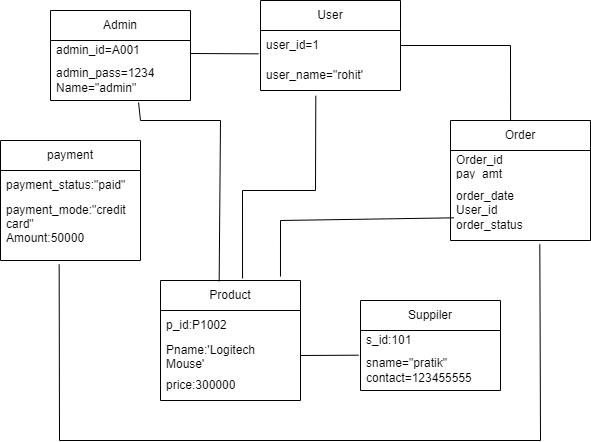 Admin
admin_id=A001
admin_pass=1234
Name="admin"
User
user_id=1
user_name="rohit'
payment
payment_status:"paid"
payment_mode:"credit
card"
Amount:50000
Order
Order_id
pay_amt
order_date
User_id
order_status
Product
p_id:P1002
Pname:'Logitech
Mouse'
price:300000
Suppiler
s_id:101
sname="pratik"
contact=123455555